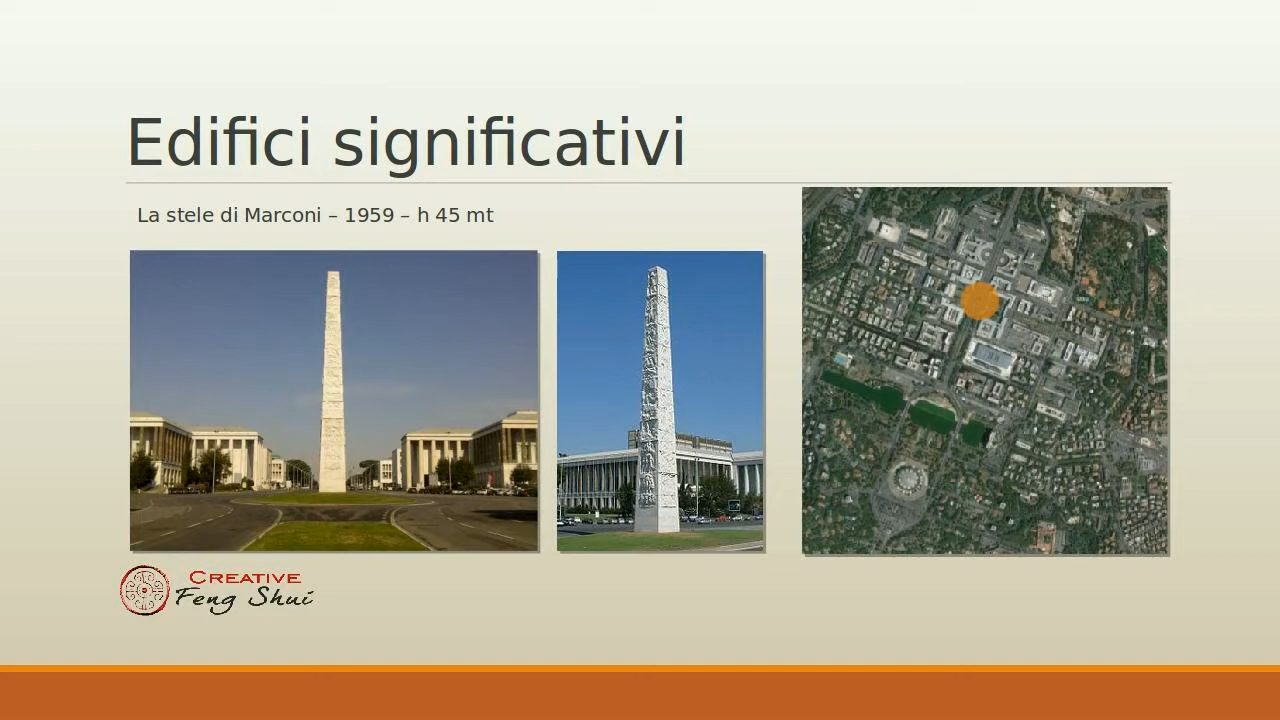 Edifici significativi
La stele di Marconi – 1959 – h 45 mt
CREATIVE
Feng Shui